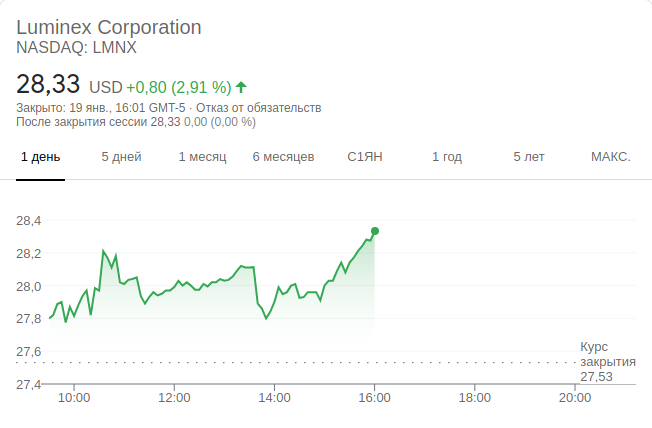 Luminex Corporation
NASDAQ: LMNX
28,33 USD +0,80 (2,91 %)
Закрыто: 19 янв., 16:01 GMT-5 · Отказ от обязательств
После закрытия сессии 28,33 0,00 (0,00 %)
1 день 5 дней 1 месяц 6 месяцев С1ЯН 1 год 5 лет МАКС.
28,4
28,2
28,0
27,8
27,6
27,4
Курс
закрытия
27,53
10:00 12:00 14:00 16:00 18:00 20:00